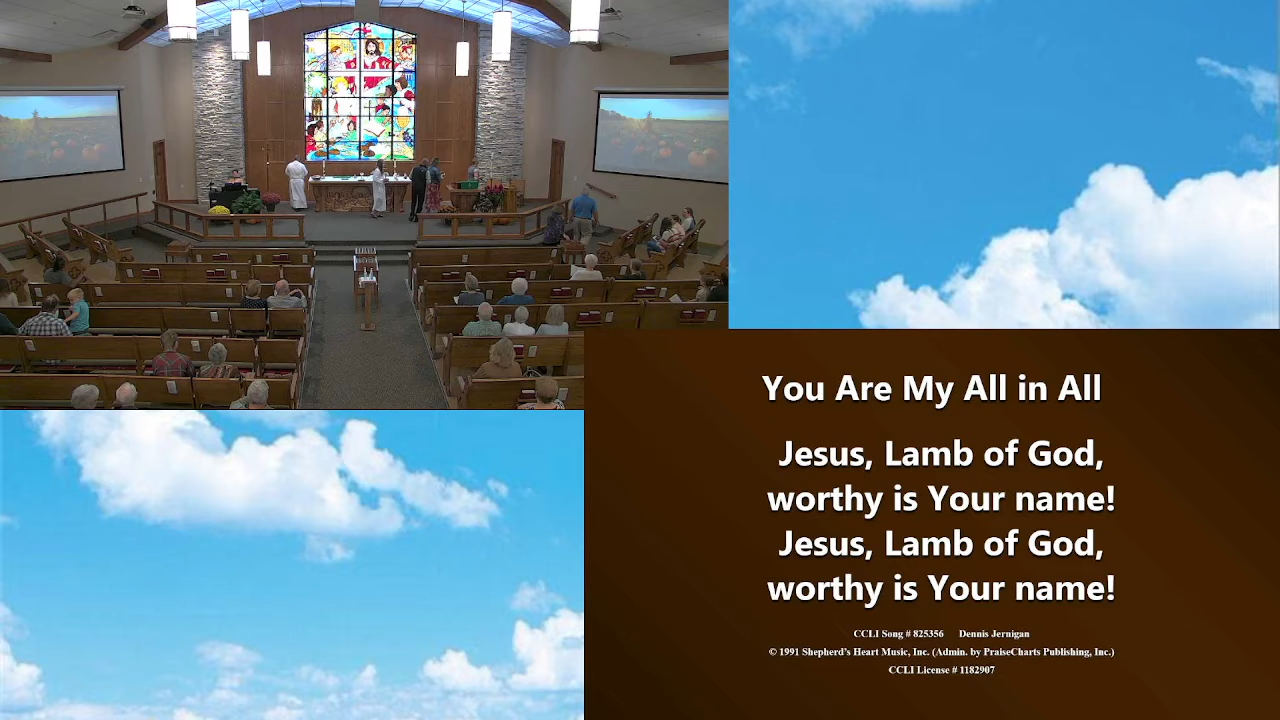 You Are My All in All
Jesus, Lamb of God,
worthy is Your name!
Jesus, Lamb of God,
worthy is Your name!
CCLI Song # 825356 Dennis Jernigan
© 1991 Shepherd's Heart Music, Inc. (Admin. by PraiseCharts Publishing, Inc.)
CCLI License # 1182907